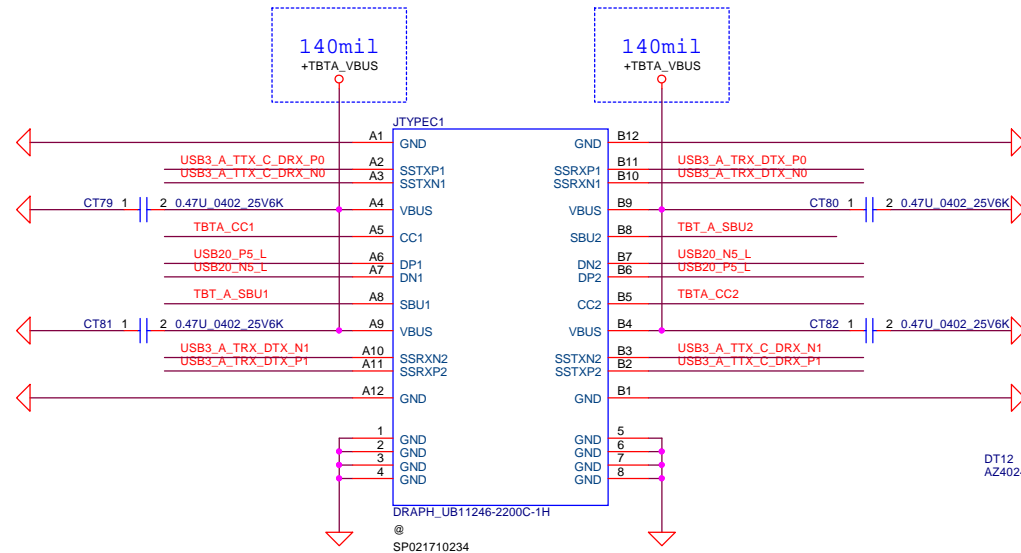 140mil 140mil
+TBTA_VBUS +TBTA_VBUS
JTYPEC1
A1 GND GND B12
USB3_A_TTX_C_DRX_P0 A2 SSTXP1 SSRXP1 B11 USB3_A_TRX_DTX_P0
USB3_A_TTX_C_DRX_N0 A3 SSTXN1 SSRXN1 B10 USB3_A_TRX_DTX_N0
CT79 1 2 0.47U_0402_25V6K A4 VBUS VBUS B9 CT80 1 2 0.47U_0402_25V6K
TBTA_CC1 A5 CC1 SBU2 B8 TBT_A_SBU2
USB20_P5_L A6 DP1 DN2 B7 USB20_N5_L
USB20_N5_L A7 DN1 DP2 B6 USB20_P5_L
TBT_A_SBU1 A8 SBU1 CC2 B5 TBTA_CC2
CT81 1 2 0.47U_0402_25V6K A9 VBUS VBUS B4 CT82 1 2 0.47U_0402_25V6K
USB3_A_TRX_DTX_N1 A10 SSRXN2 SSTXN2 B3 USB3_A_TTX_C_DRX_N1
USB3_A_TRX_DTX_P1 A11 SSRXP2 SSTXP2 B2 USB3_A_TTX_C_DRX_P1
A12 GND GND B1
1 GND GND 5
2 GND GND 6
3 GND GND 7
4 GND GND 8
DT12
AZ402
DRAPH_UB11246-2200C-1H
@
SP021710234